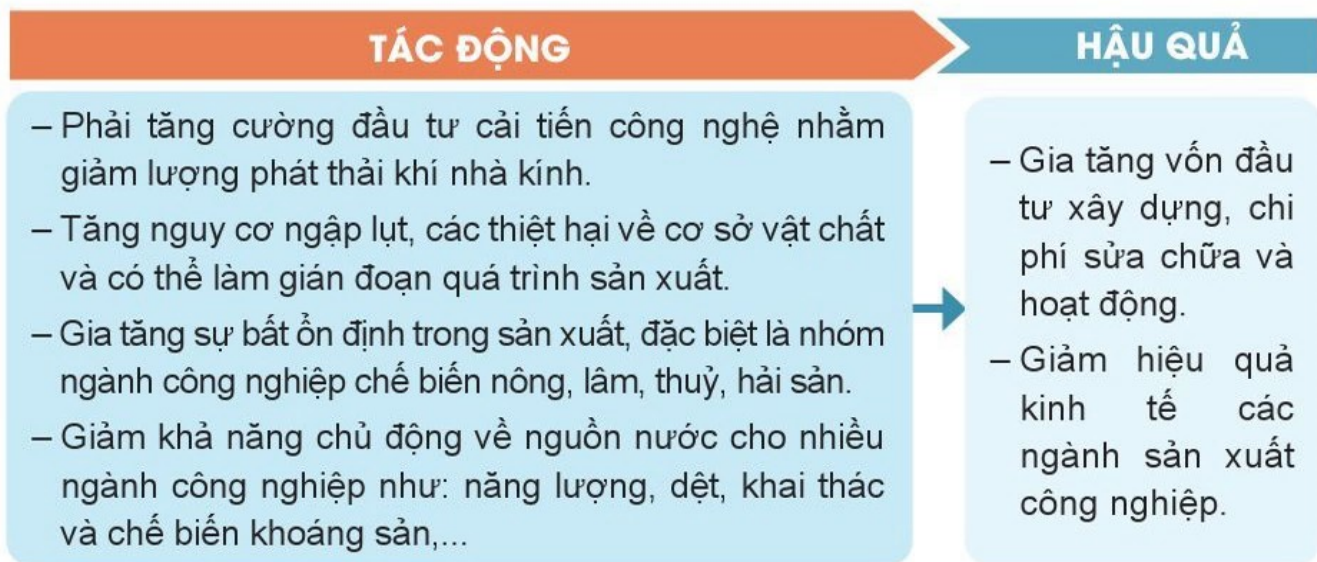 TÁC ĐỘNG
HẬU QUẢ
– Phải tăng cường đầu tư cải tiến công nghệ nhằm
giảm lượng phát thải khí nhà kính.
– Tăng nguy cơ ngập lụt, các thiệt hại về cơ sở vật chất
và có thể làm gián đoạn quá trình sản xuất.
– Gia tăng sự bất ổn định trong sản xuất, đặc biệt là nhóm
ngành công nghiệp chế biến nông, lâm, thuỷ, hải sản.
– Giảm khả năng chủ động về nguồn nước cho nhiều
ngành công nghiệp như: năng lượng, dệt, khai thác
và chế biến khoáng sản,...
– Gia tăng vốn đầu
tư xây dựng, chi
phí sửa chữa và
hoạt động.
– Giảm hiệu quả
kinh tế các
ngành sản xuất
công nghiệp.